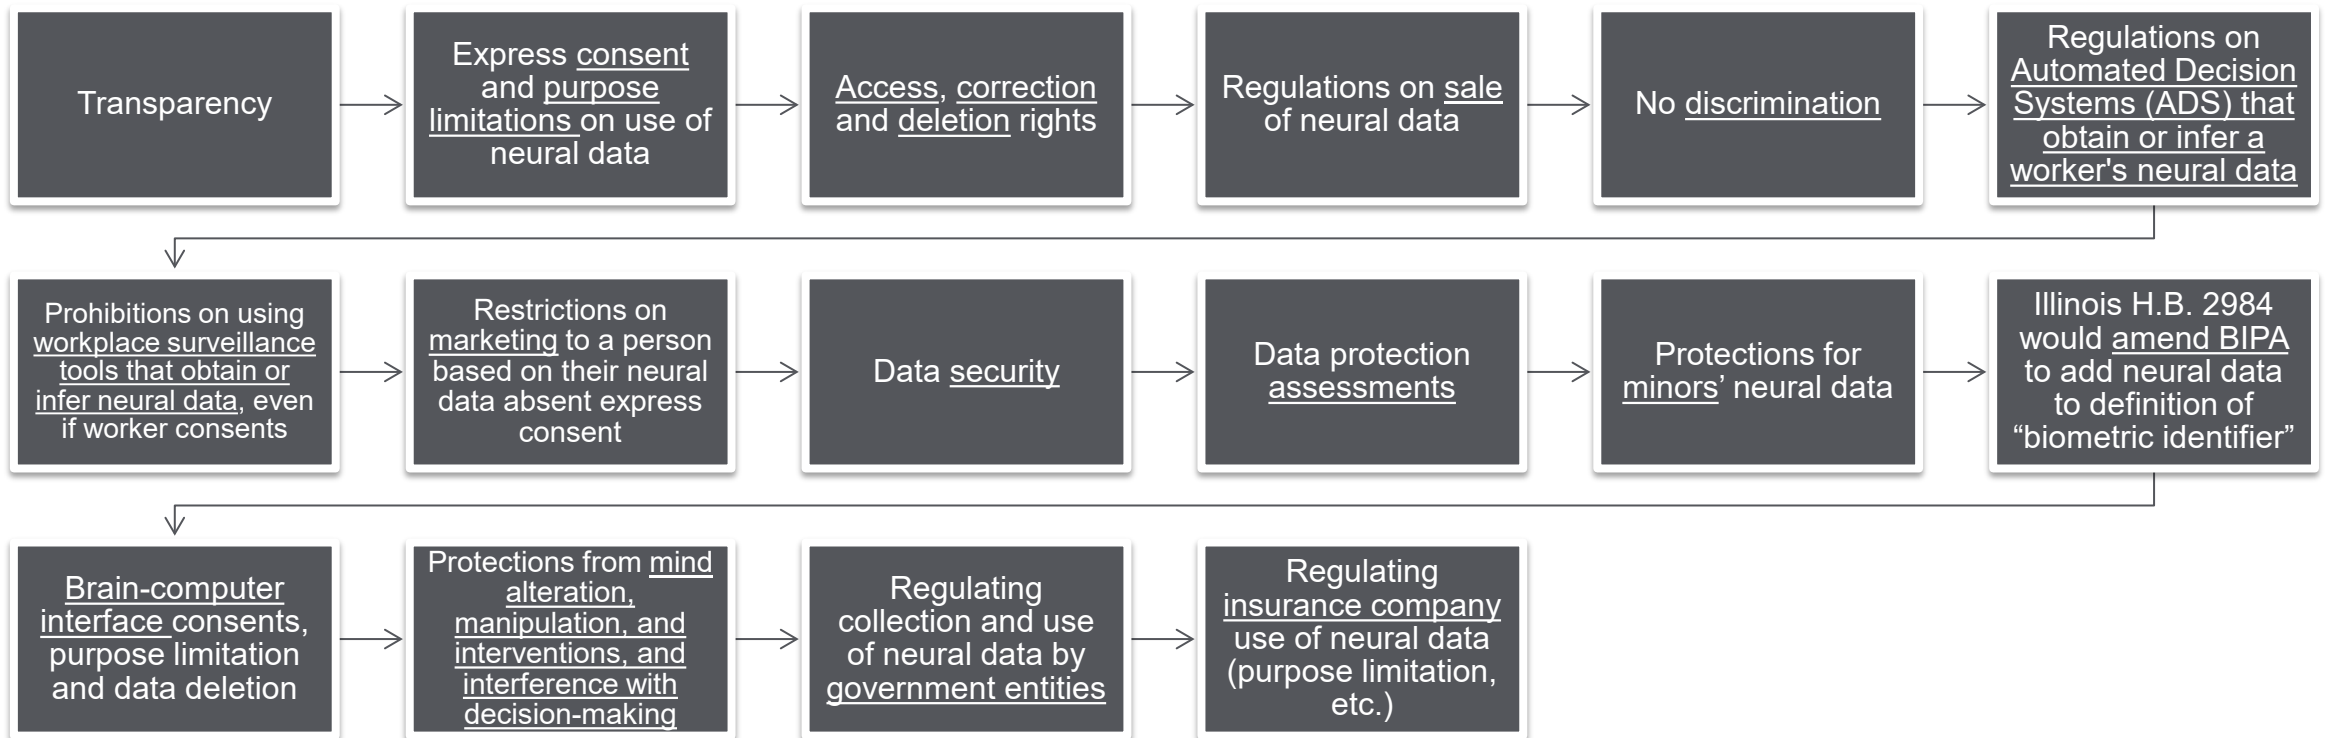 Transparency
Express consent
and purpose
limitations on use of
neural data
Access, correction
and deletion rights
Regulations on sale
of neural data
No discrimination
Regulations on
Automated Decision
Systems (ADS) that
obtain or infer a
worker's neural data
Prohibitions on using
workplace surveillance
tools that obtain or
infer neural data, even
if worker consents
Restrictions on
marketing to a person
based on their neural
data absent express
consent
Data security
Data protection
assessments
Protections for
minors’ neural data
Illinois H.B. 2984
would amend BIPA
to add neural data
to definition of
“biometric identifier”
Brain-computer
interface consents,
purpose limitation
and data deletion
Protections from mind
alteration,
manipulation, and
interventions, and
interference with
decision-making
Regulating
collection and use
of neural data by
government entities
Regulating
insurance company
use of neural data
(purpose limitation,
etc.)